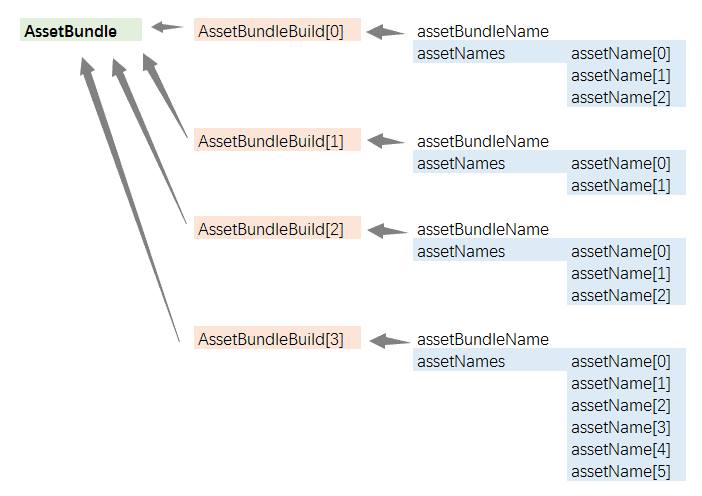 AssetBundle AssetBundleBuild[0] assetBundleName
assetNames assetName[0]
assetName[1]
assetName[2]
AssetBundleBuild[1] assetBundleName
assetNames assetName[0]
assetName[1]
AssetBundleBuild[2] assetBundleName
assetNames assetName[0]
assetName[1]
assetName[2]
AssetBundleBuild[3] assetBundleName
assetNames assetName[0]
assetName[1]
assetName[2]
assetName[3]
assetName[4]
assetName[5]